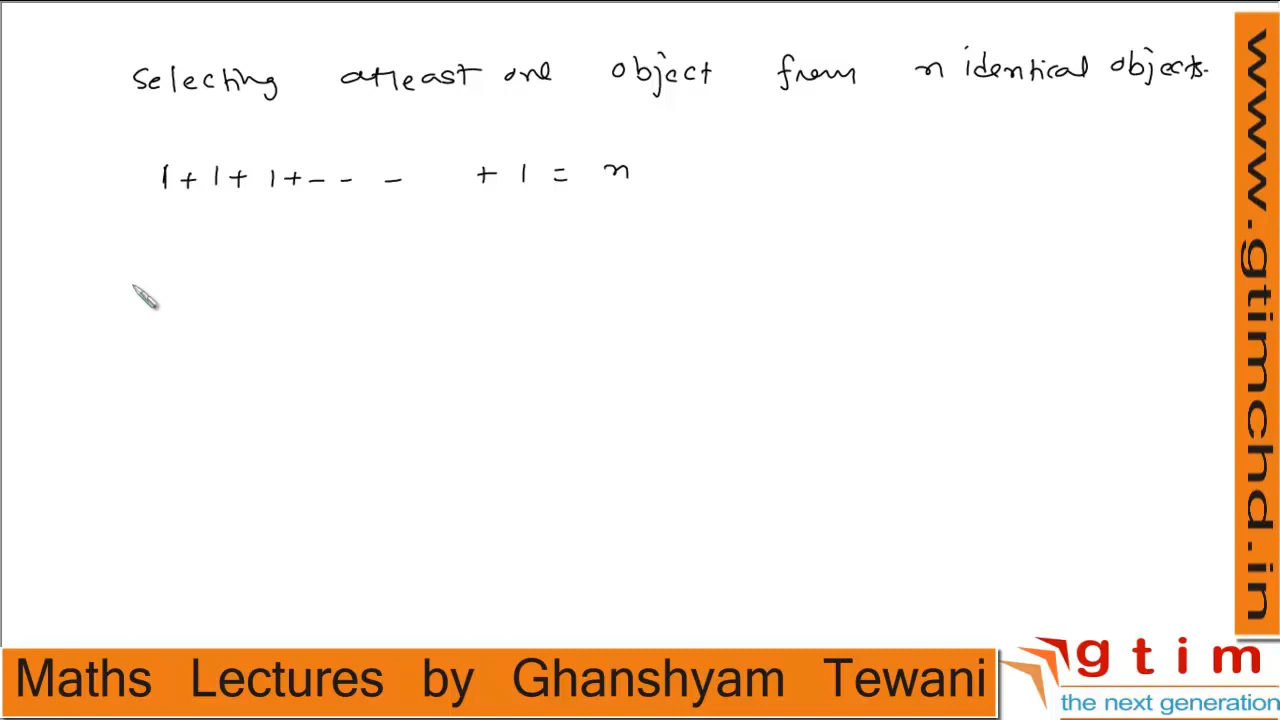 Selecting atleast one object from n identical objects.
1 + 1 + 1 + - - - + 1 = n
www.gtimchd.in
Maths Lectures by Ghanshyam Tewani
gtim
the next generation